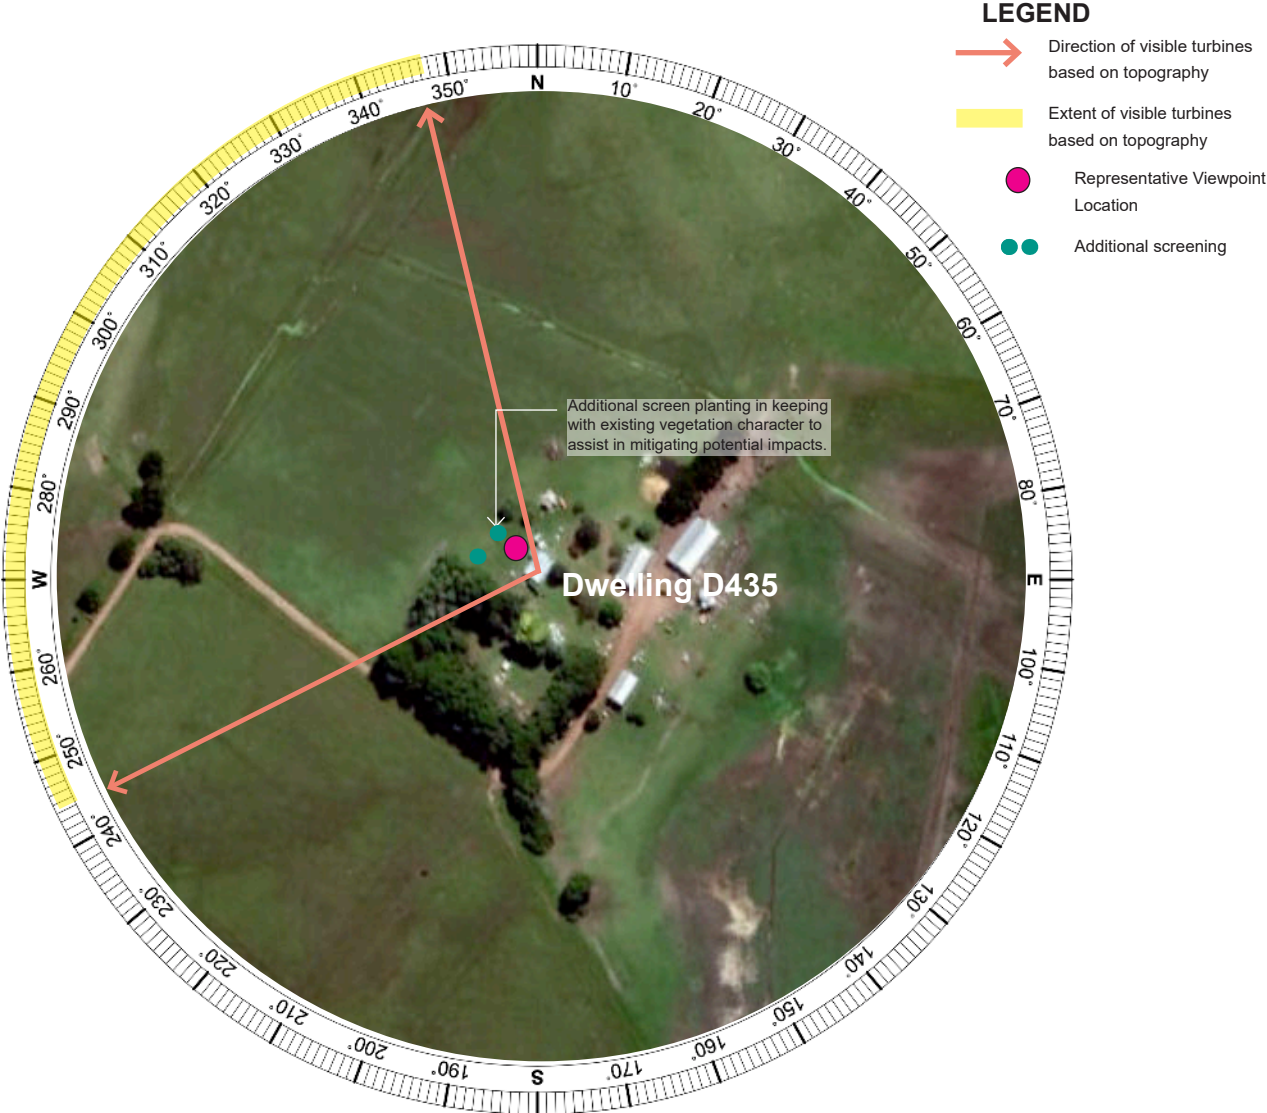 LEGEND
Direction of visible turbines
based on topography
Extent of visible turbines
based on topography
Representative Viewpoint
Location
Additional screening
N
10°
20°
30°
40°
50°
60°
70°
80°
E
100°
110°
120°
130°
140°
150°
160°
170°
S
190°
200°
210°
220°
230°
240°
250°
260°
W
280°
290°
300°
310°
320°
330°
340°
350°
Additional screen planting in keeping
with existing vegetation character to
assist in mitigating potential impacts.
Dwelling D435